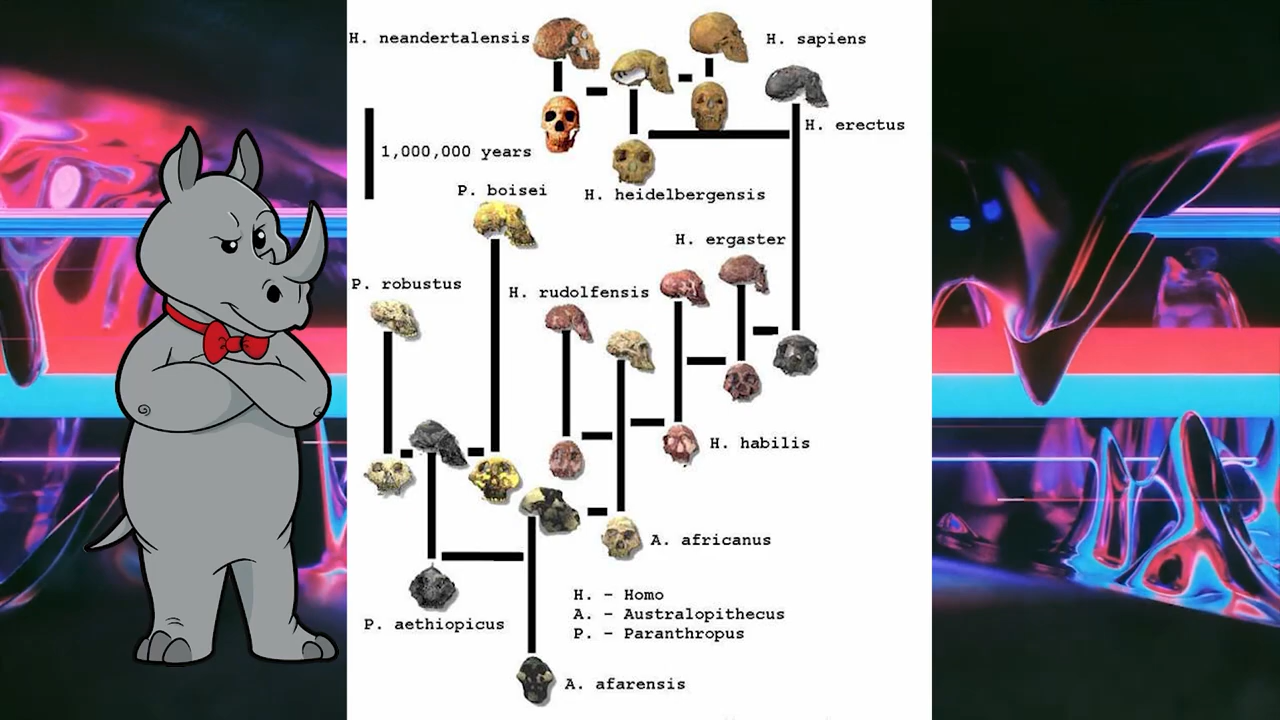 H. neandertalensis
H. sapiens
H. erectus
1,000,000 years
P. boisei
H. heidelbergensis
H. ergaster
P. robustus
H. rudolfensis
H. habilis
A. africanus
H. - Homo
A. - Australopithecus
P. - Paranthropus
P. aethiopicus
A. afarensis